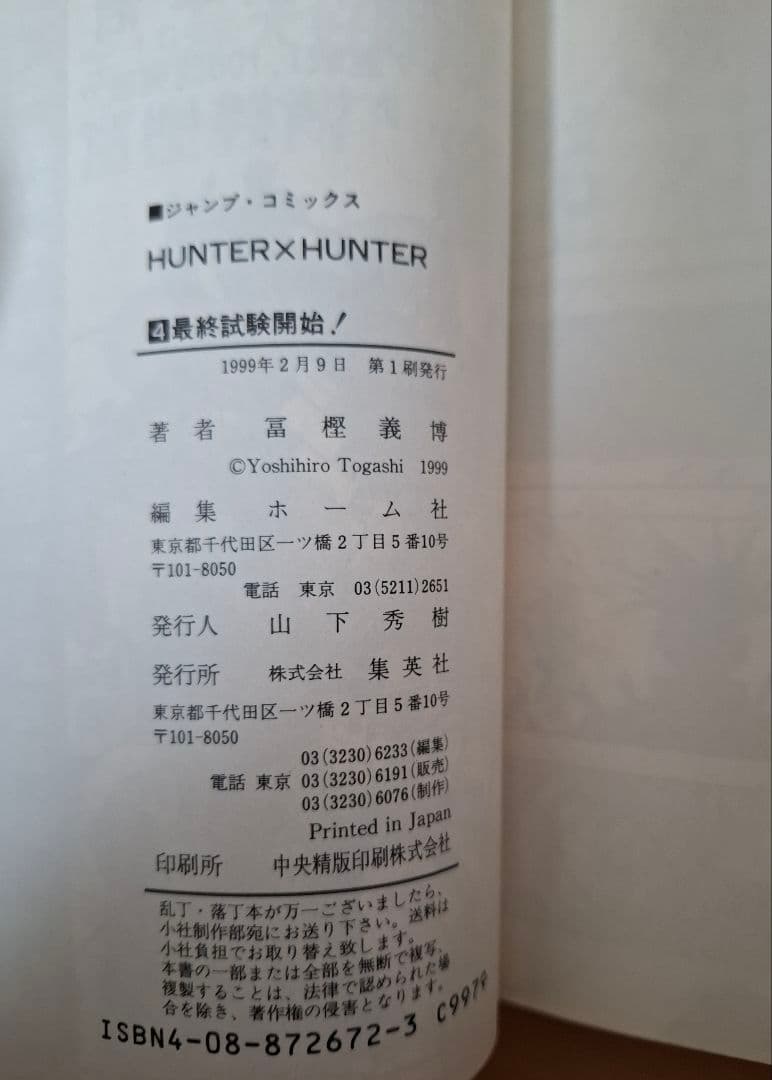 ■ジャンプ・コミックス
HUNTER×HUNTER
4最終試験開始!
1999年2月9日 第1刷発行
著者 冨樫義博
©Yoshihiro Togashi 1999
編集 ホーム社
東京都千代田区一ツ橋2丁目5番10号
〒101-8050
電話 東京 03(5211)2651
発行人 山下秀樹
発行所 株式会社 集英社
東京都千代田区一ツ橋2丁目5番10号
〒101-8050
03(3230)6233(編集)
電話 東京 03(3230)6191(販売)
03(3230)6076(制作)
Printed in Japan
印刷所 中央精版印刷株式会社
乱丁・落丁本が万一ございましたら、
小社制作部宛にお送り下さい。送料は
小社負担でお取り替え致します。
本書の一部または全部を無断で複写、
複製することは、法律で認められた場
合を除き、著作権の侵害となります。
ISBN4-08-872672-3 C9979